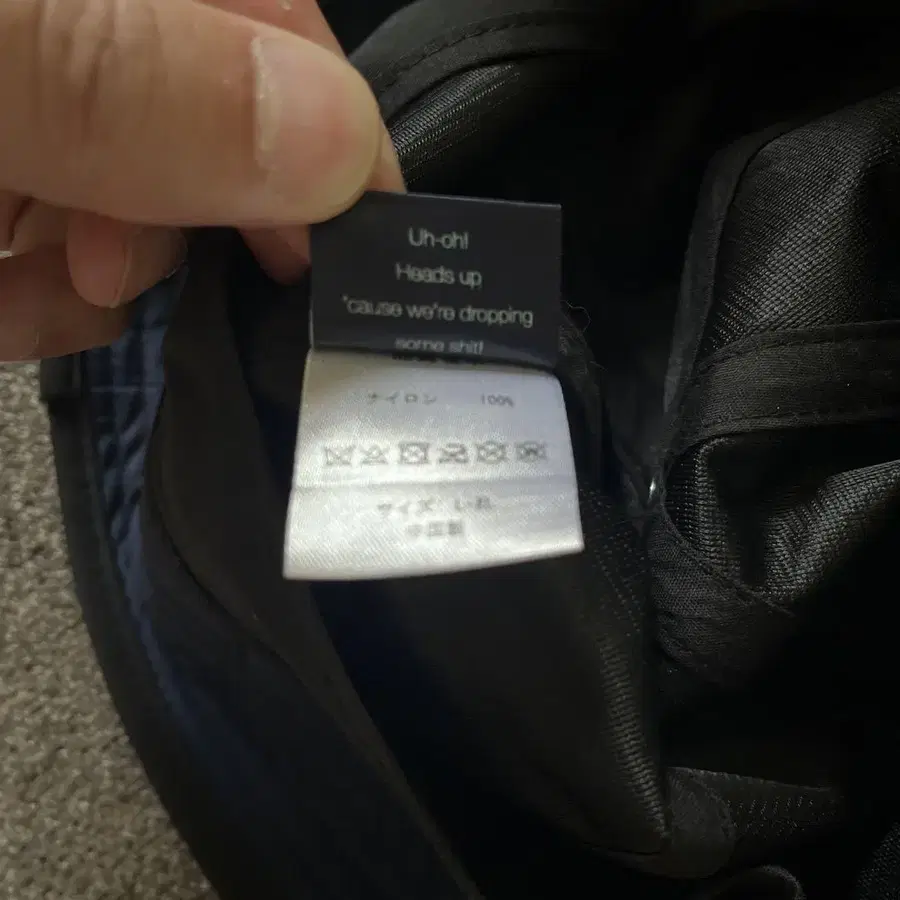 Uh-oh!
Heads up
'cause we're dropping
some shit!
ナイロン 100%
サイズ:
中国製